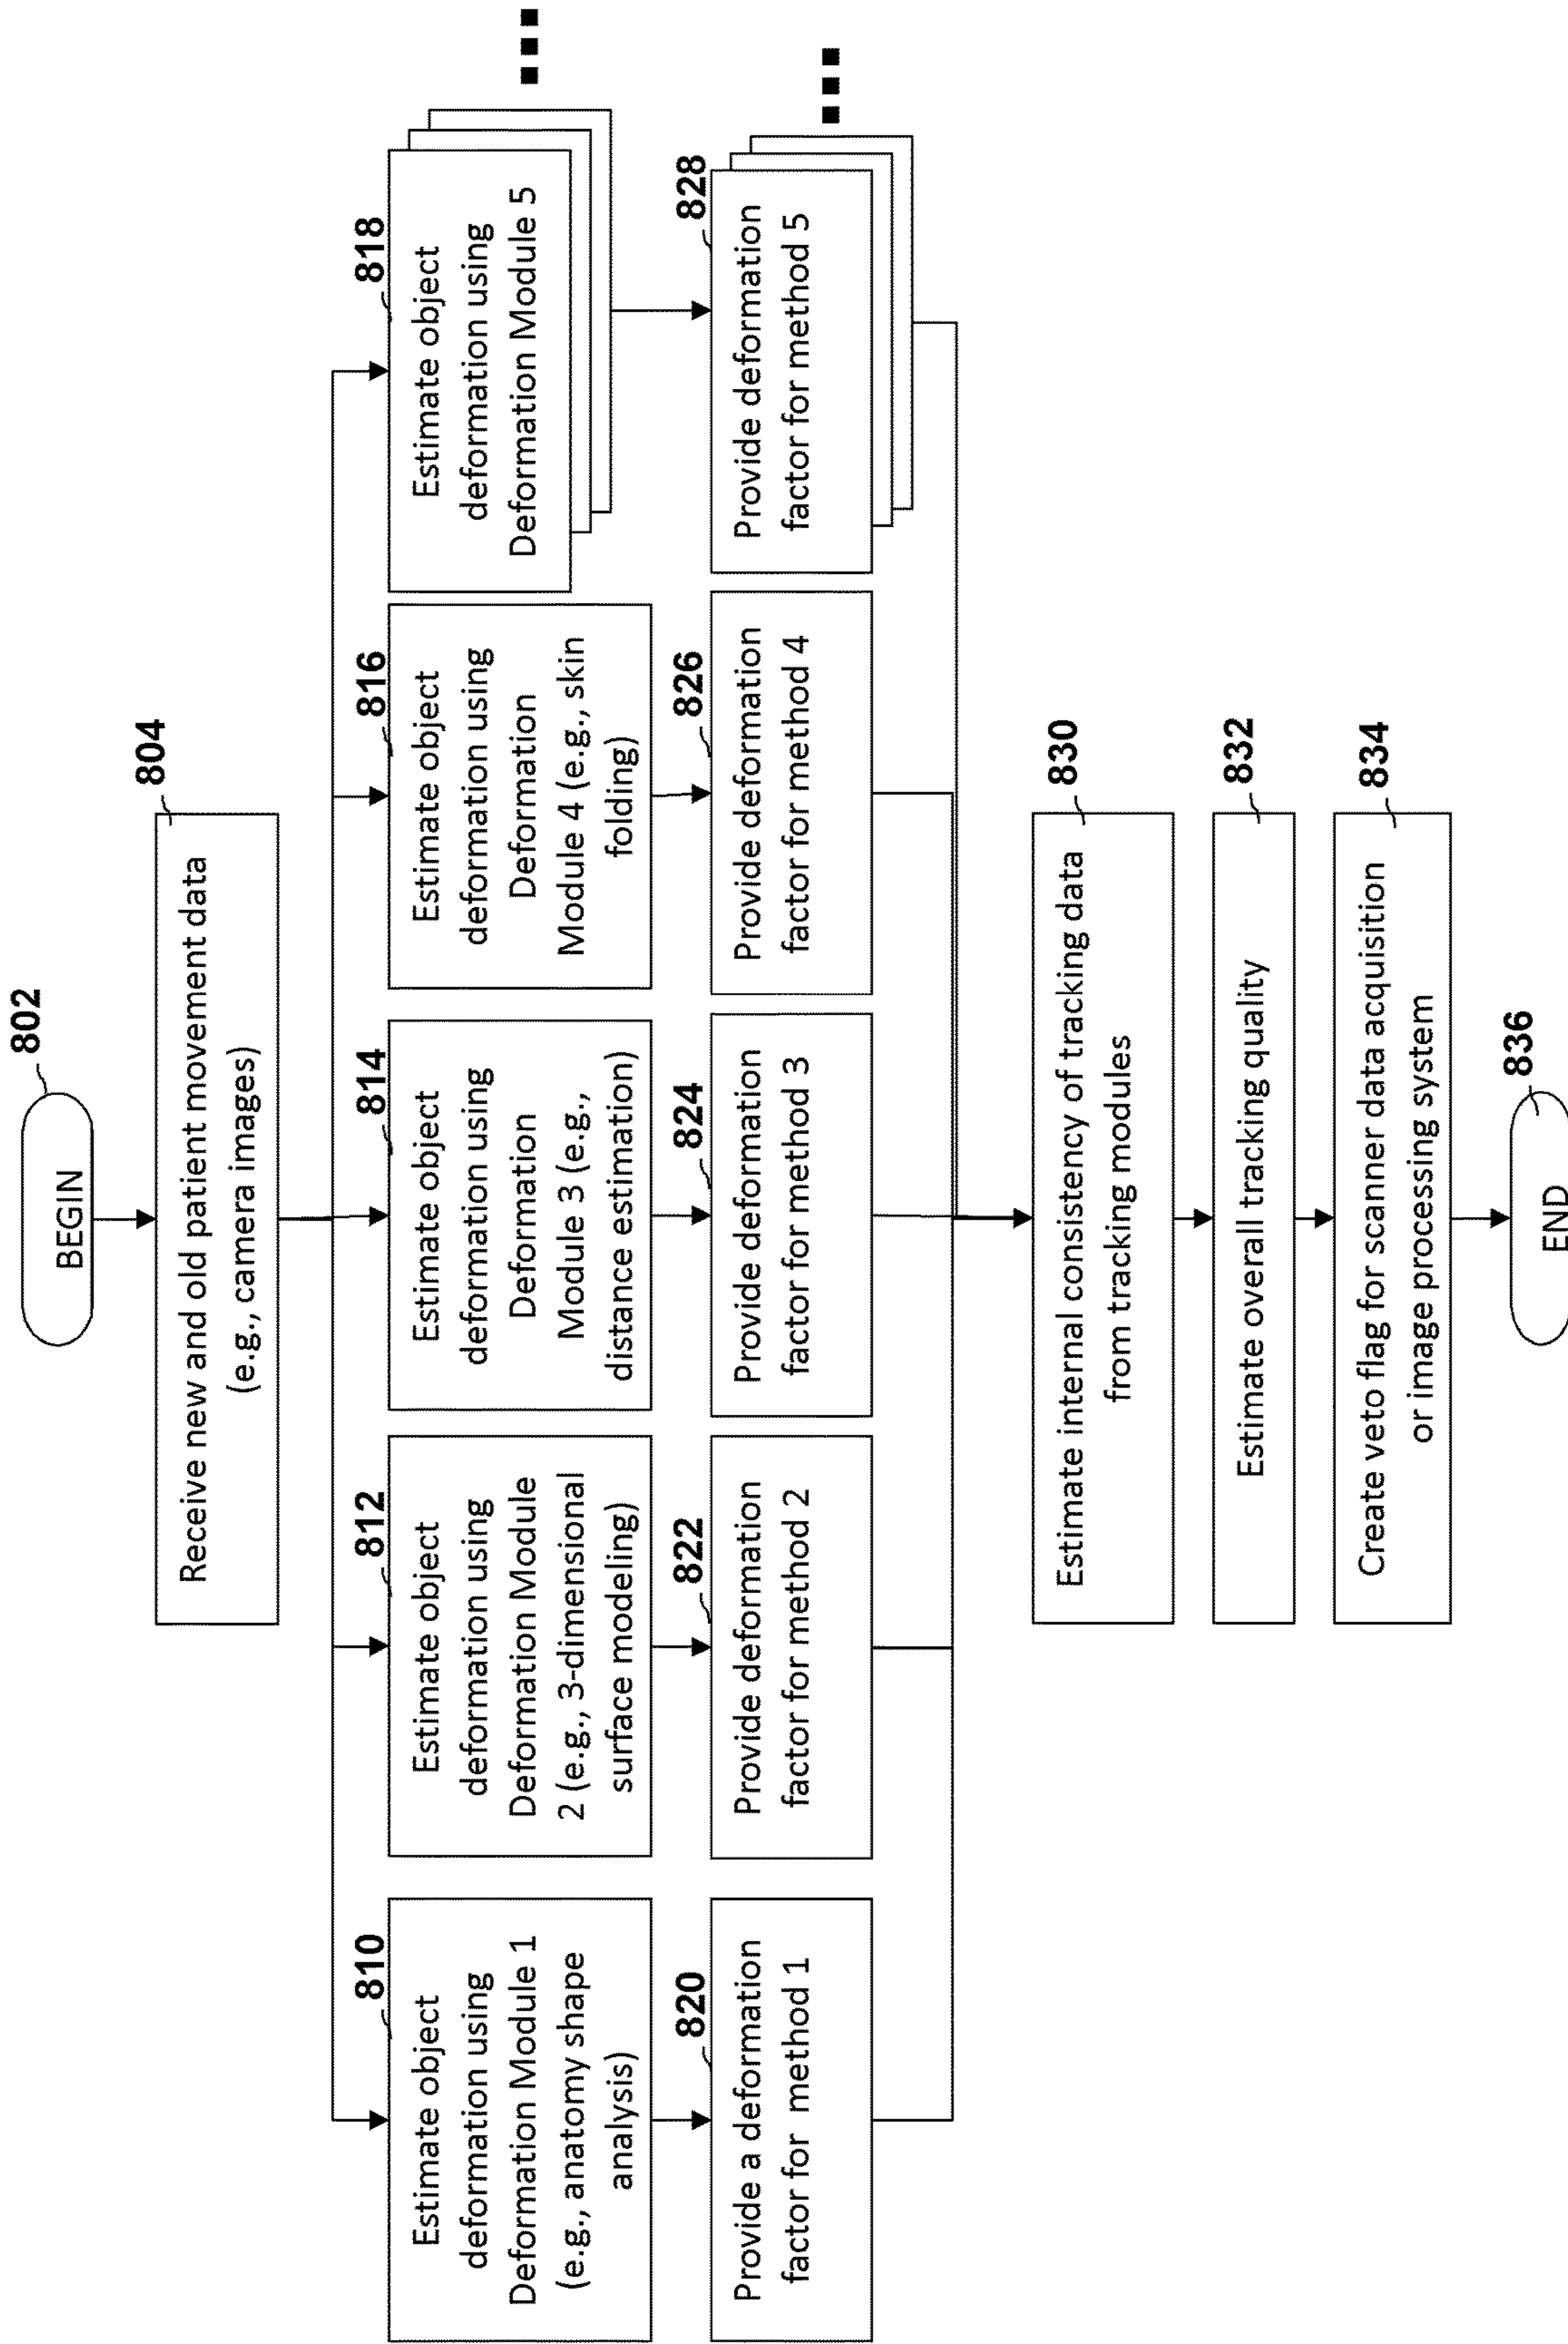 802
BEGIN
804
Receive new and old patient movement data
(e.g., camera images)
810
Estimate object
deformation using
Deformation Module 1
(e.g., anatomy shape
analysis)
812
Estimate object
deformation using
Deformation Module
2 (e.g., 3-dimensional
surface modeling)
814
Estimate object
deformation using
Deformation
Module 3 (e.g.,
distance estimation)
816
Estimate object
deformation using
Deformation
Module 4 (e.g., skin
folding)
818
Estimate object
deformation using
Deformation Module 5
820
Provide a deformation
factor for method 1
822
Provide deformation
factor for method 2
824
Provide deformation
factor for method 3
826
Provide deformation
factor for method 4
828
Provide deformation
factor for method 5
830
Estimate internal consistency of tracking data
from tracking modules
832
Estimate overall tracking quality
834
Create veto flag for scanner data acquisition
or image processing system
836
END